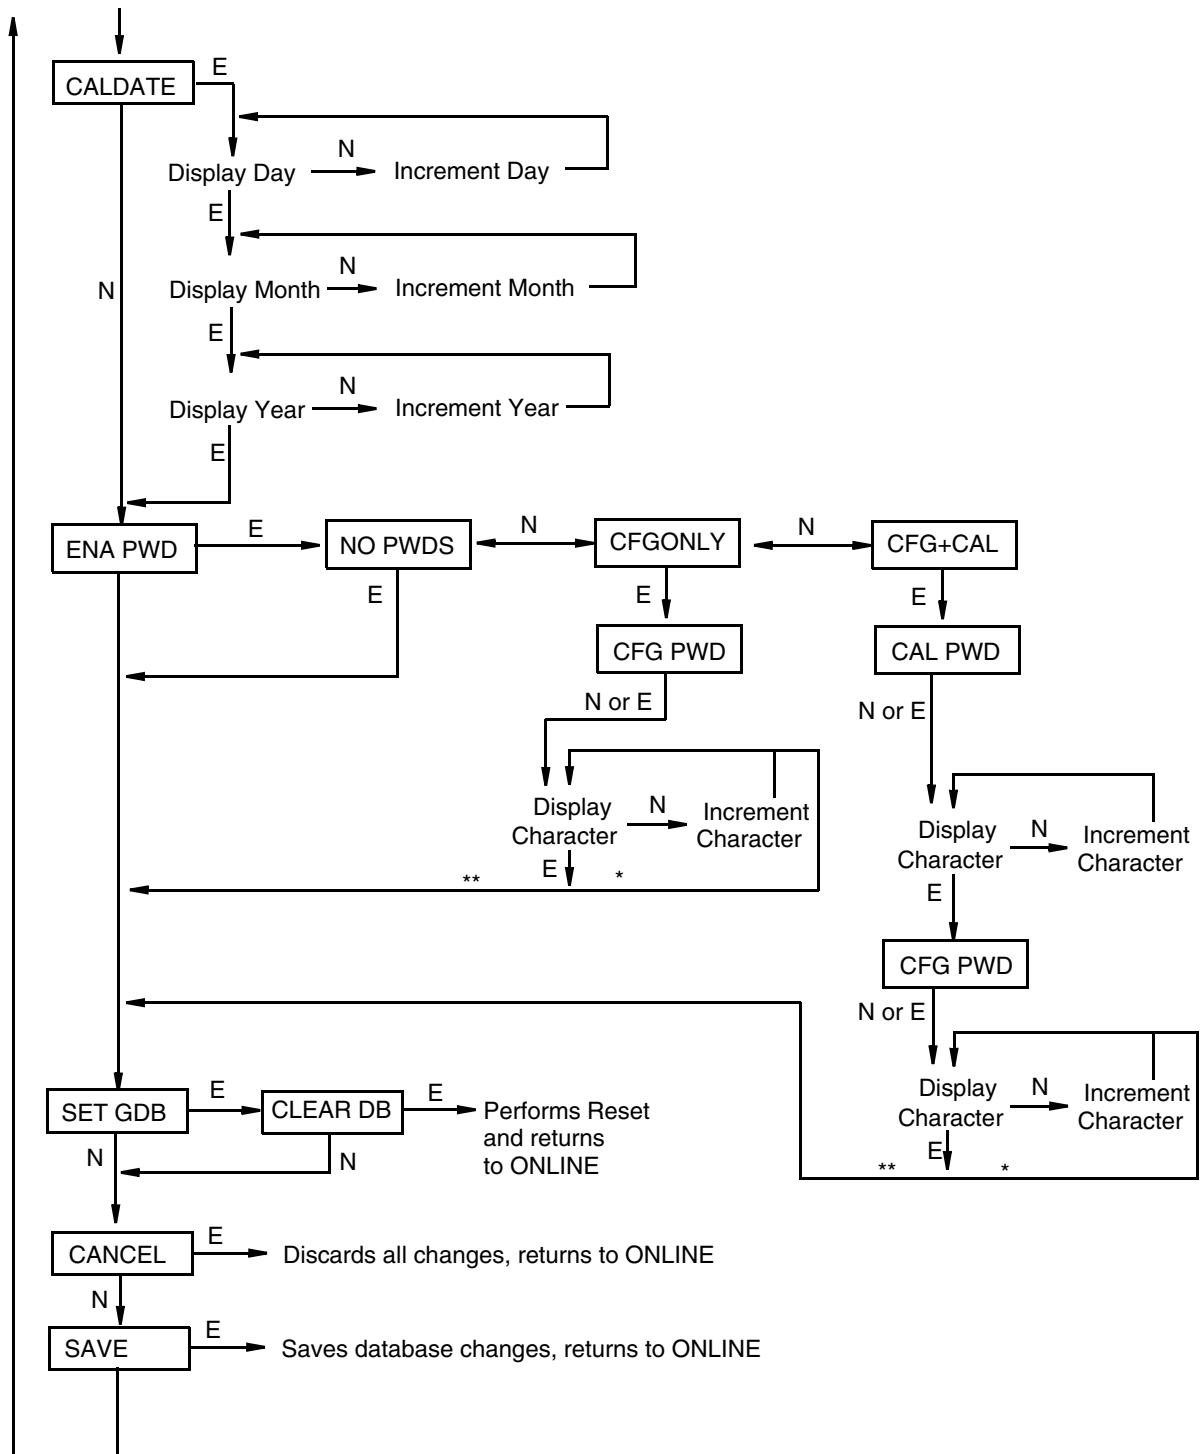 CALDATE
E
Display Day
N
Increment Day
E
Display Month
N
Increment Month
N
E
Display Year
N
Increment Year
E
ENA PWD
E
NO PWDS
N
CFGONLY
N
CFG+CAL
E
E
E
CFG PWD
CAL PWD
N or E
N or E
Display
Character
N
Increment
Character
E
**
*
Display
Character
N
Increment
Character
E
CFG PWD
N or E
Display
Character
N
Increment
Character
E
**
*
SET GDB
E
CLEAR DB
E
Performs Reset
and returns
to ONLINE
N
N
CANCEL
E
Discards all changes, returns to ONLINE
N
SAVE
E
Saves database changes, returns to ONLINE